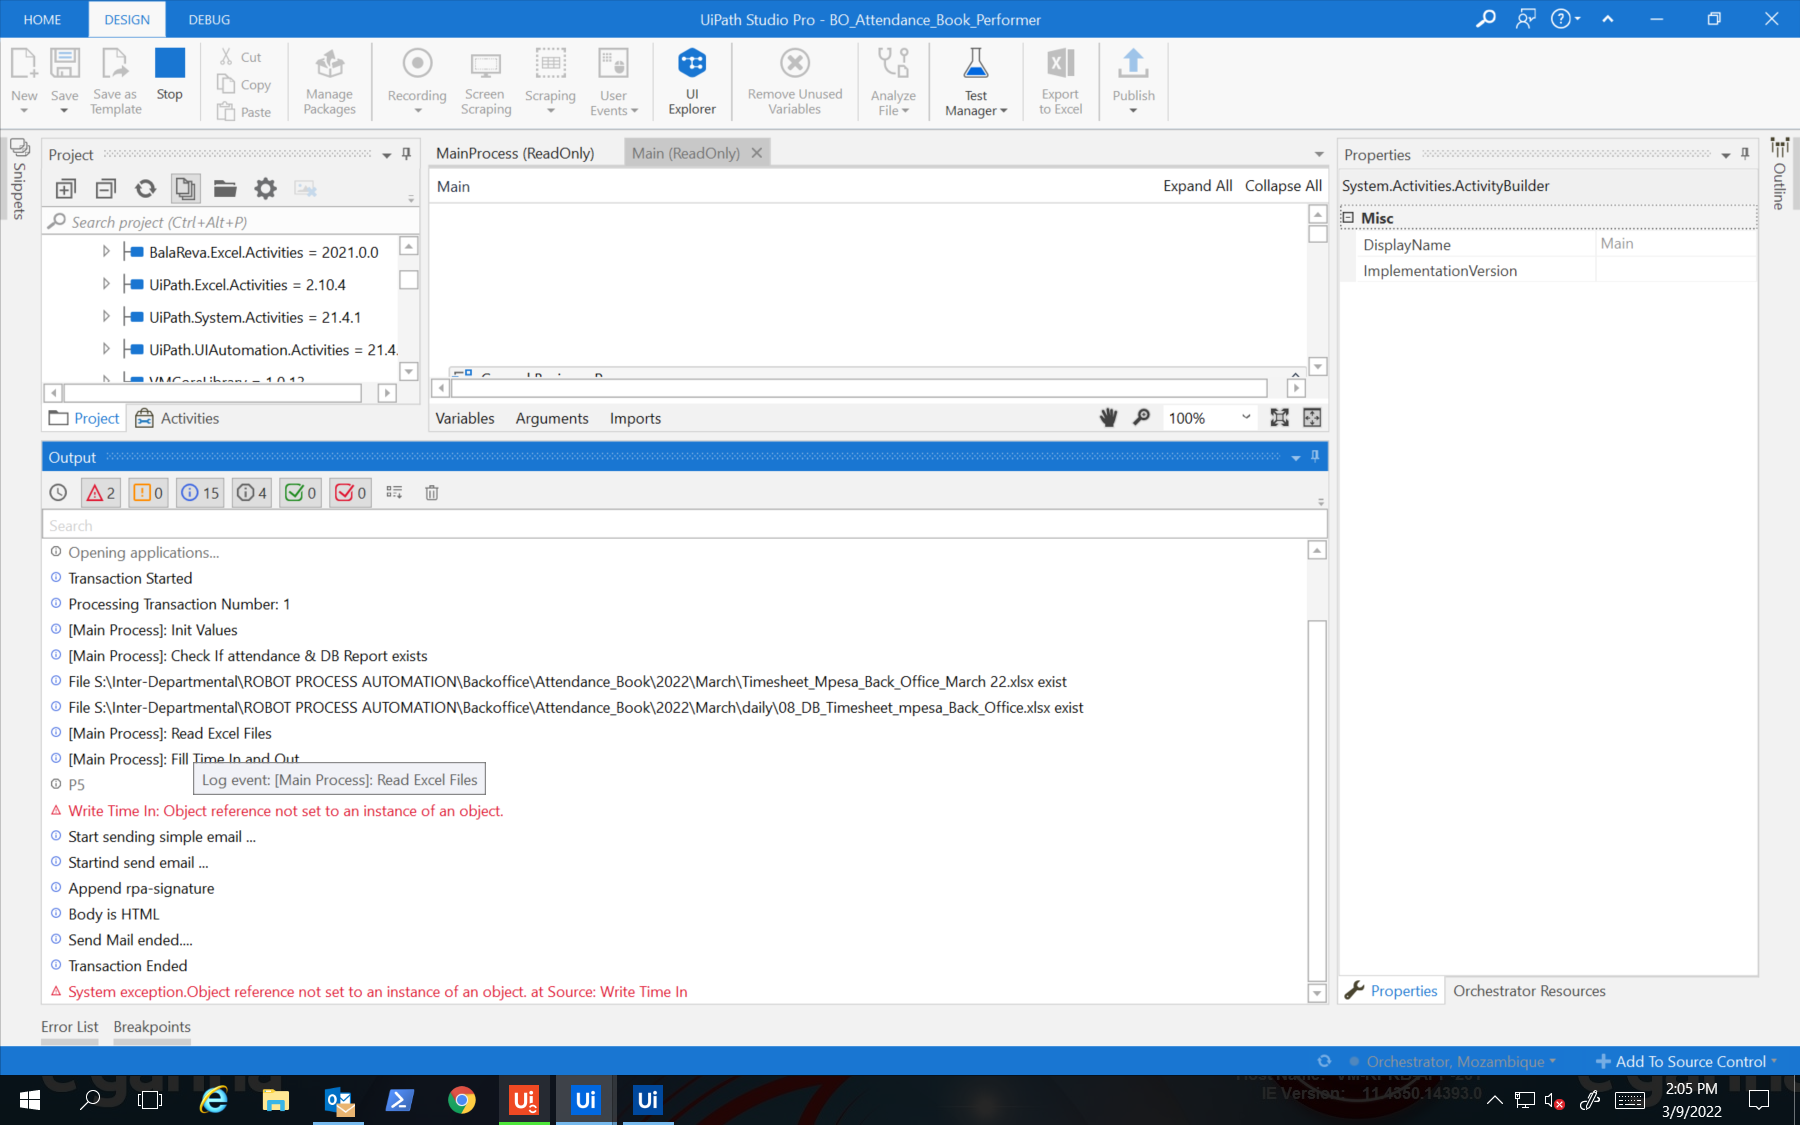 HOME
DESIGN
DEBUG
UiPath Studio Pro - BO_Attendance_Book_Performer
New
Save
Save as
Template
Stop
Cut
Copy
Paste
Manage
Packages
Recording
Screen
Scraping
Scraping
User
Events
UI
Explorer
Remove Unused
Variables
Analyze
File
Test
Manager
Export
to Excel
Publish
Snippets
Project
Search project (Ctrl+Alt+P)
BalaReva.Excel.Activities = 2021.0.0
UiPath.Excel.Activities = 2.10.4
UiPath.System.Activities = 21.4.1
UiPath.UIAutomation.Activities = 21.4.
VMCoreLibrary = 1.0.12
Project
Activities
MainProcess (ReadOnly)
Main (ReadOnly)
Main
Expand All
Collapse All
Variables
Arguments
Imports
100%
Properties
System.Activities.ActivityBuilder
Misc
DisplayName
Main
ImplementationVersion
Outline
Output
2
0
15
4
0
0
Search
Opening applications...
Transaction Started
Processing Transaction Number: 1
[Main Process]: Init Values
[Main Process]: Check If attendance & DB Report exists
File S:\Inter-Departmental\ROBOT PROCESS AUTOMATION\Backoffice\Attendance_Book\2022\March\Timesheet_Mpesa_Back_Office_March 22.xlsx exist
File S:\Inter-Departmental\ROBOT PROCESS AUTOMATION\Backoffice\Attendance_Book\2022\March\daily\08_DB_Timesheet_mpesa_Back_Office.xlsx exist
[Main Process]: Read Excel Files
[Main Process]: Fill Time In and Out
Log event: [Main Process]: Read Excel Files
P5
Write Time In: Object reference not set to an instance of an object.
Start sending simple email ...
Startind send email ...
Append rpa-signature
Body is HTML
Send Mail ended....
Transaction Ended
System exception.Object reference not set to an instance of an object. at Source: Write Time In
Properties
Orchestrator Resources
Error List
Breakpoints
Orchestrator, Mozambique
Add To Source Control
IE Version: 11.4350.14393.0
2:05 PM
3/9/2022